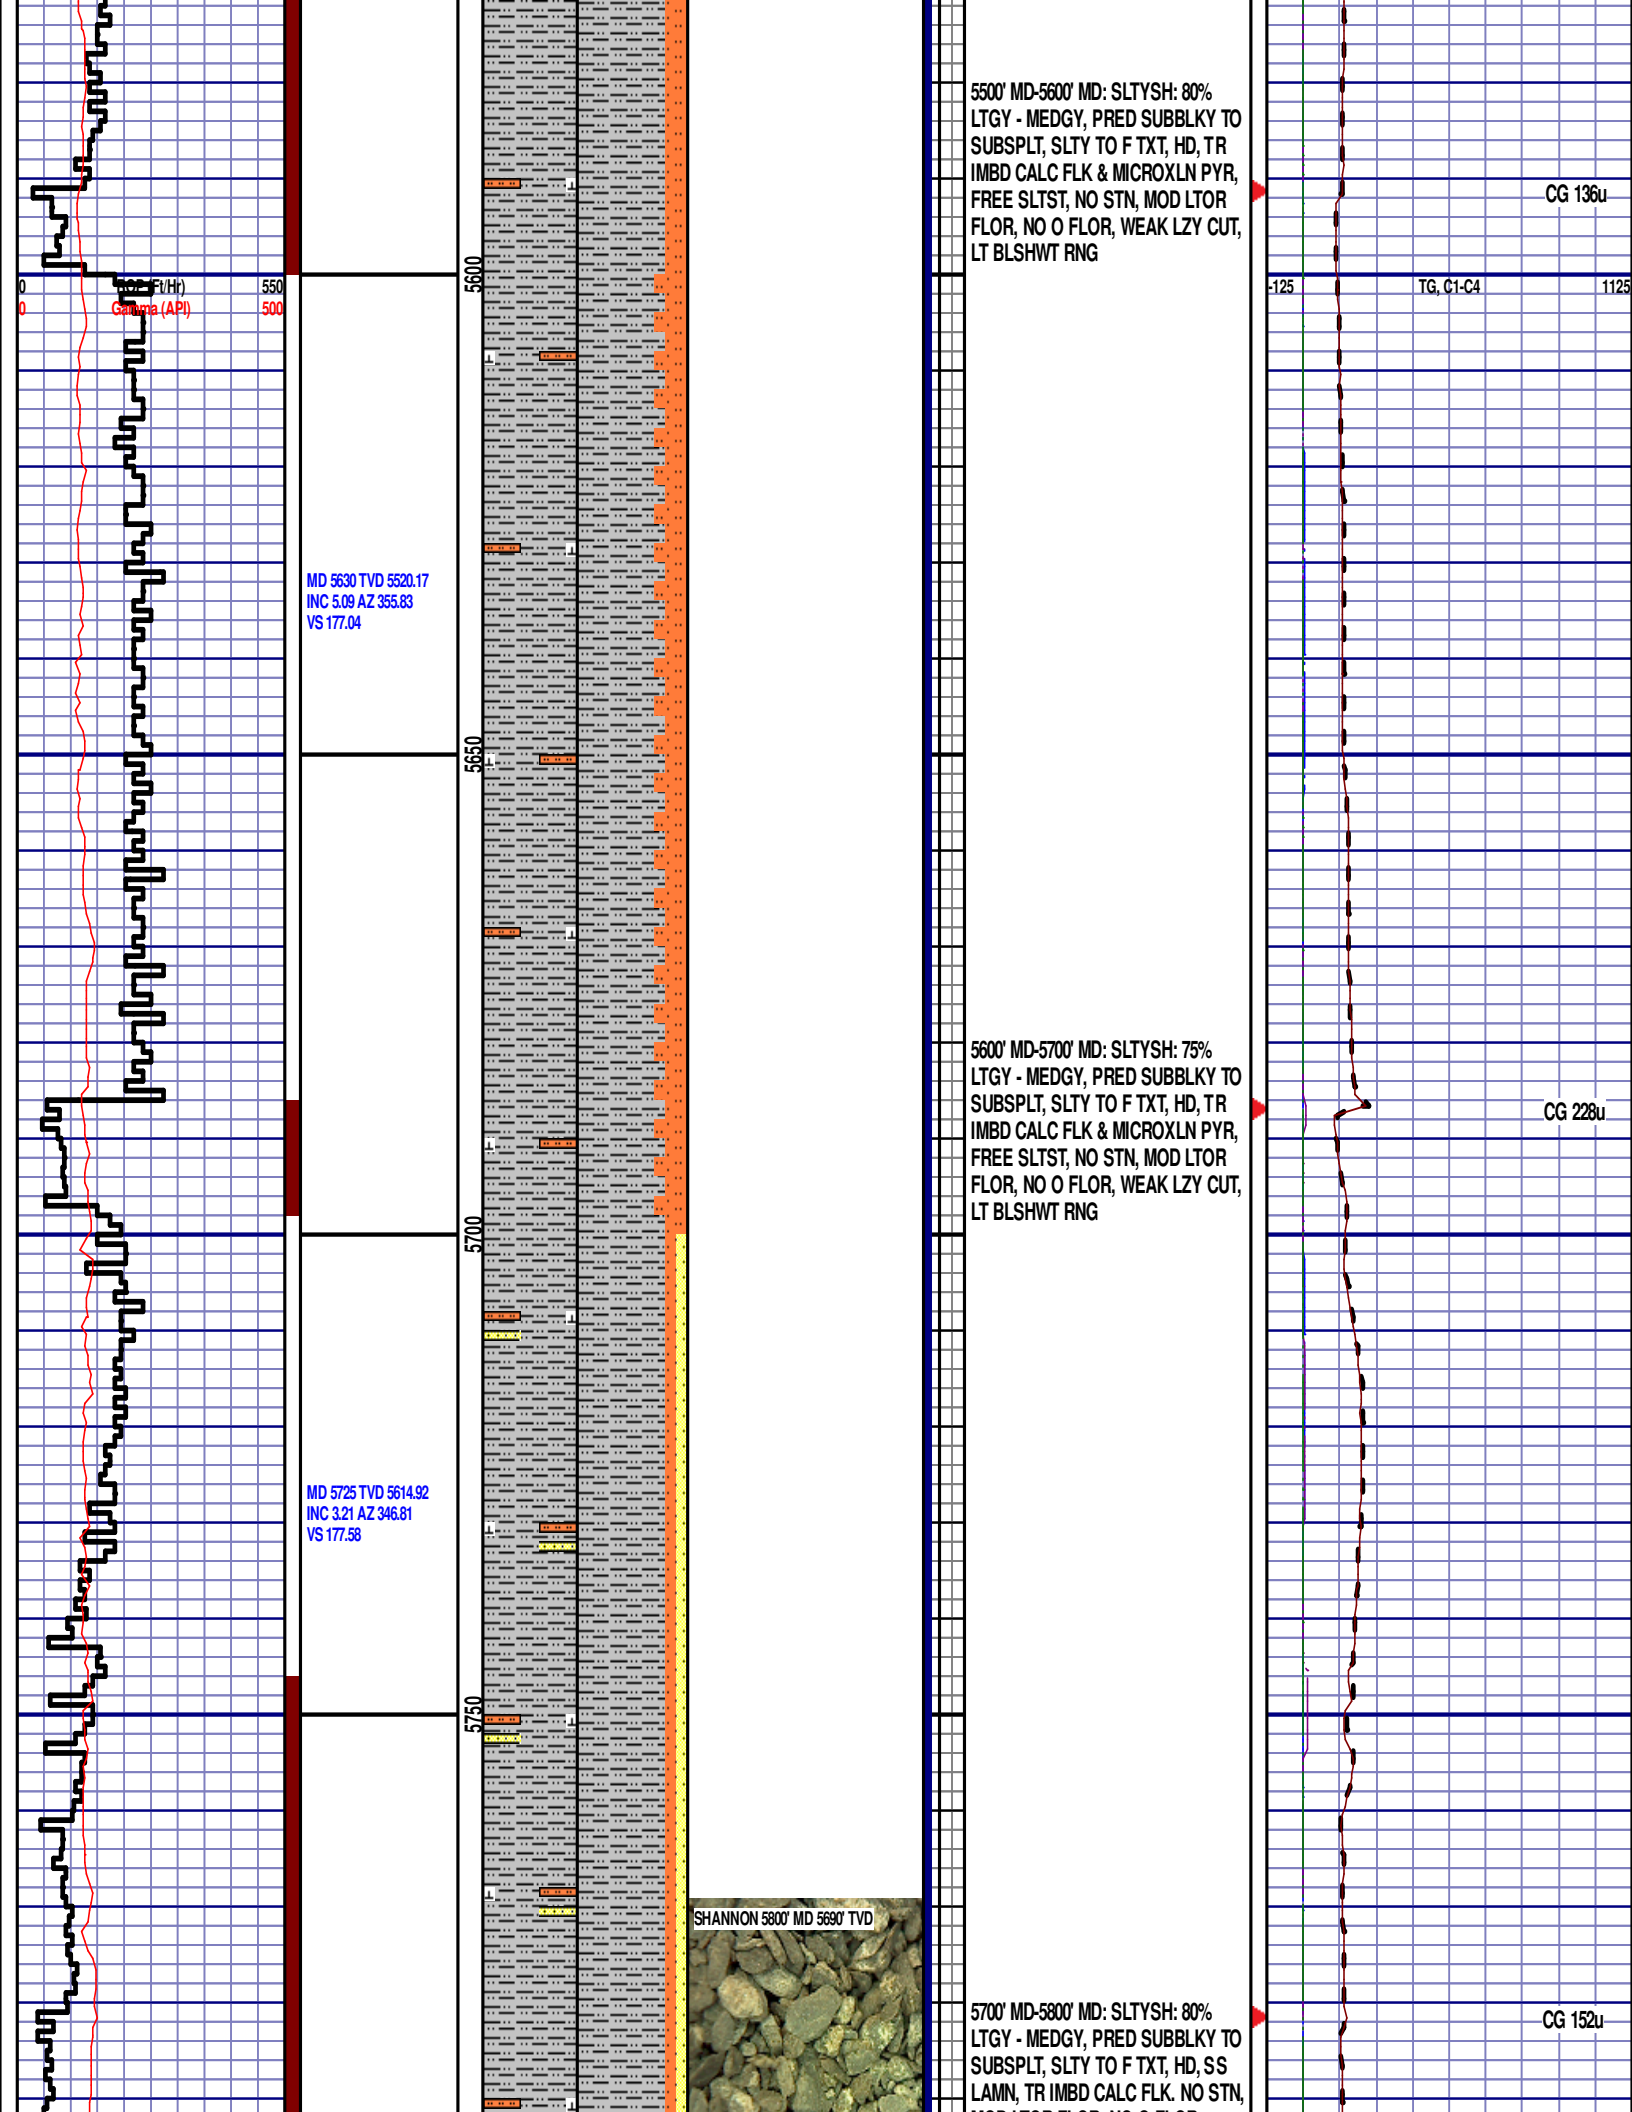 5500' MD-5600' MD: SLTYSH: 80%
LTGY - MEDGY, PRED SUBBLKY TO
SUBSPLT, SLTY TO F TXT, HD, TR
IMBD CALC FLK & MICROXLN PYR,
FREE SLTST, NO STN, MOD LTOR
FLOR, NO O FLOR, WEAK LZY CUT,
LT BLSHWT RNG
CG 136u
5600
0 ROP (Ft/Hr) 550
0 Gamma (API) 500
-125 TG, C1-C4 1125
MD 5630 TVD 5520.17
INC 5.09 AZ 355.83
VS 177.04
5650
5600' MD-5700' MD: SLTYSH: 75%
LTGY - MEDGY, PRED SUBBLKY TO
SUBSPLT, SLTY TO F TXT, HD, TR
IMBD CALC FLK & MICROXLN PYR,
FREE SLTST, NO STN, MOD LTOR
FLOR, NO O FLOR, WEAK LZY CUT,
LT BLSHWT RNG
CG 228u
5700
MD 5725 TVD 5614.92
INC 3.21 AZ 346.81
VS 177.58
5750
SHANNON 5800' MD 5690' TVD
5700' MD-5800' MD: SLTYSH: 80%
LTGY - MEDGY, PRED SUBBLKY TO
SUBSPLT, SLTY TO F TXT, HD, SS
LAMN, TR IMBD CALC FLK. NO STN,
CG 152u